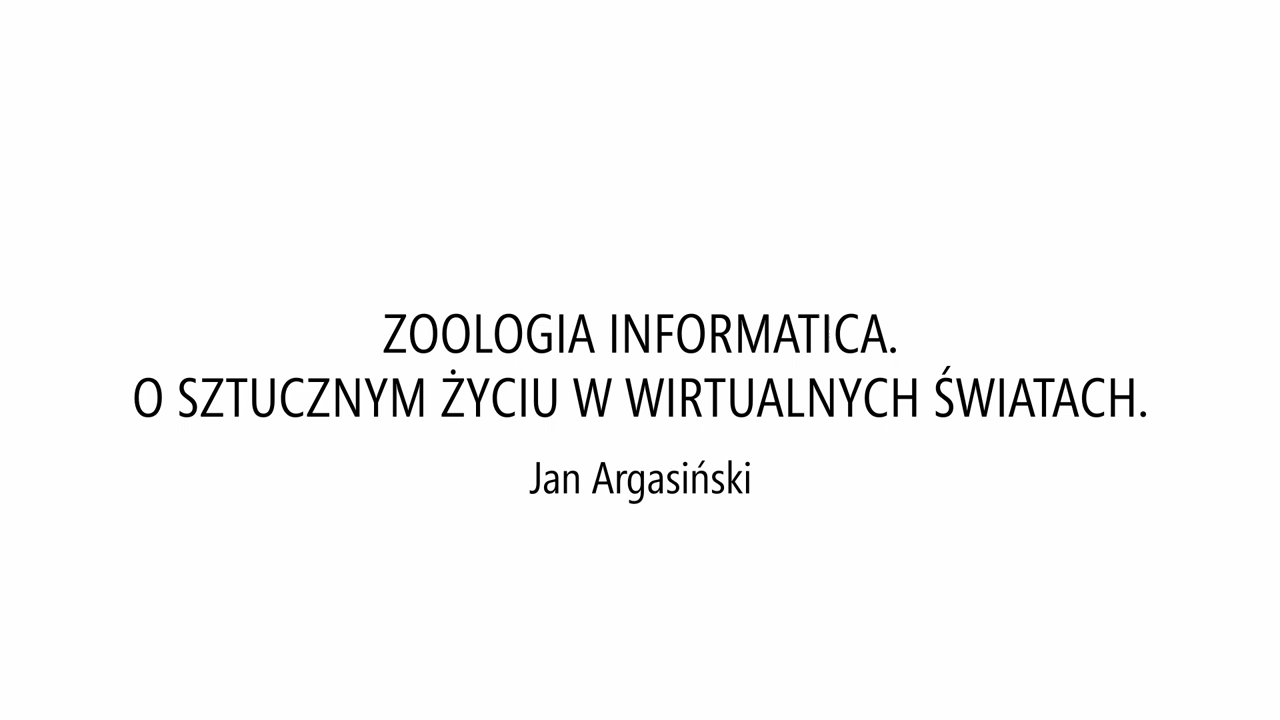 ZOOLOGIA INFORMATICA.
O SZTUCZNYM ŻYCIU W WIRTUALNYCH ŚWIATACH.
Jan Argasiński